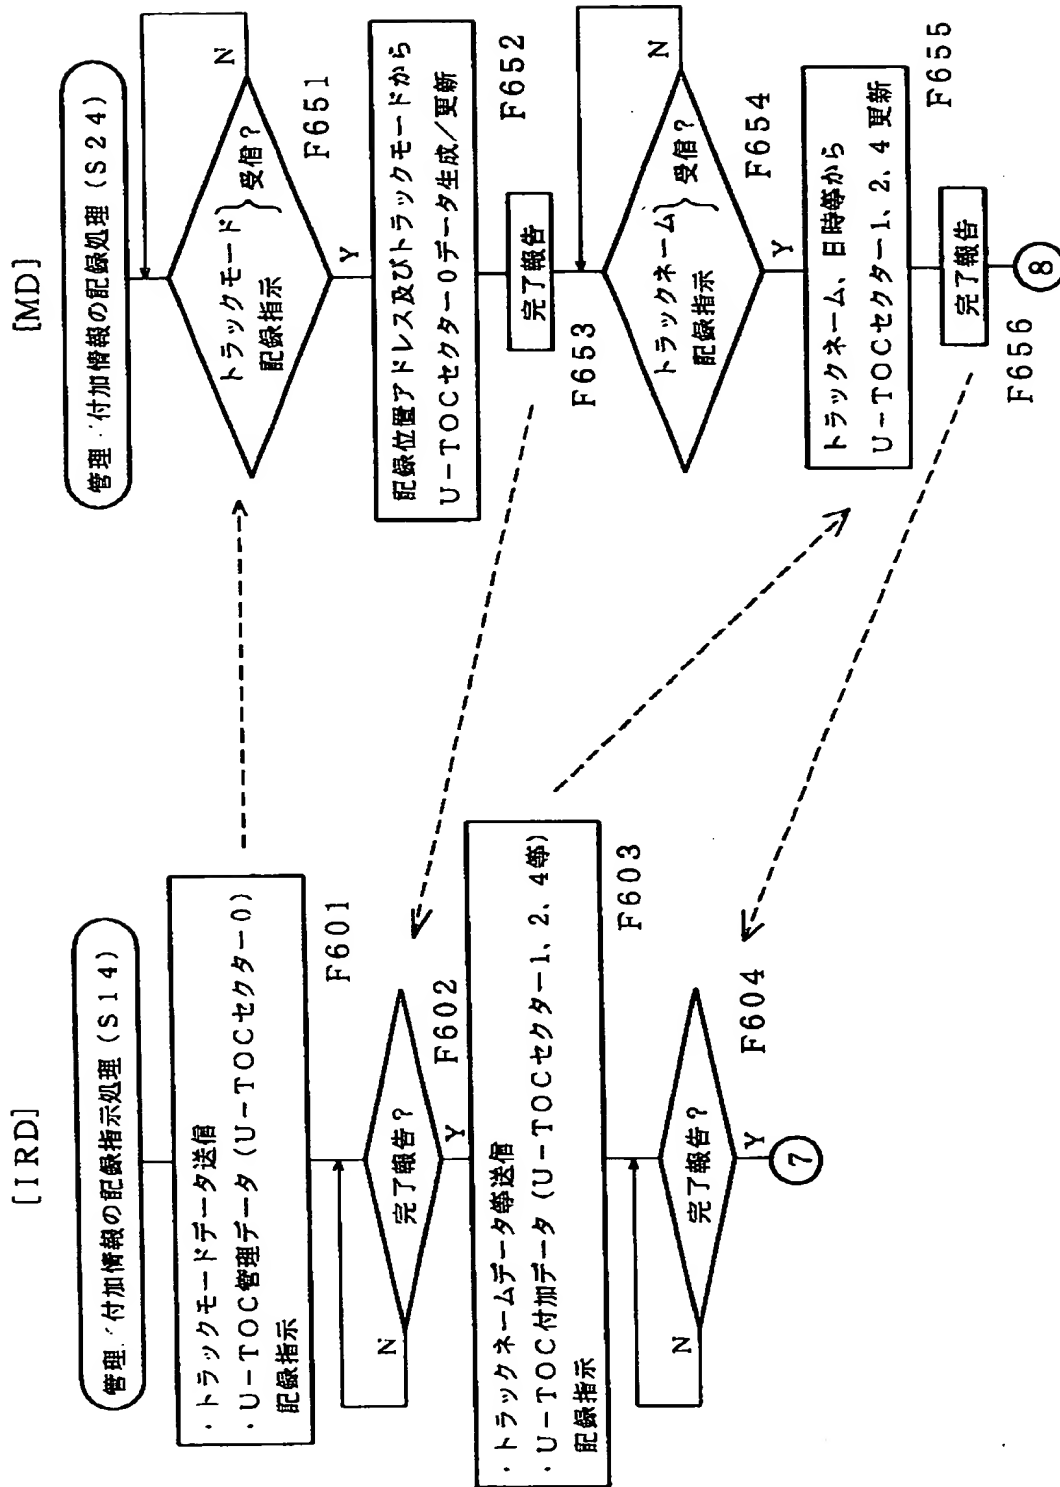 [IRD]
管理/付加情報の記録指示処理(S14)
・トラックモードデータ送信
・U-TOC管理データ(U-TOCセクター0)
記録指示
F601
完了報告?
N
Y
F602
・トラックネームデータ等送信
・U-TOC付加データ(U-TOCセクター1、2、4等)
記録指示
F603
完了報告?
N
Y
F604
7
[MD]
管理/付加情報の記録処理(S24)
トラックモード
記録指示
受信?
N
Y
F651
記録位置アドレス及びトラックモードから
U-TOCセクター0データ生成/更新
F652
完了報告
F653
トラックネーム
記録指示
受信?
N
Y
F654
トラックネーム、日時等から
U-TOCセクター1、2、4更新
F655
完了報告
F656
8